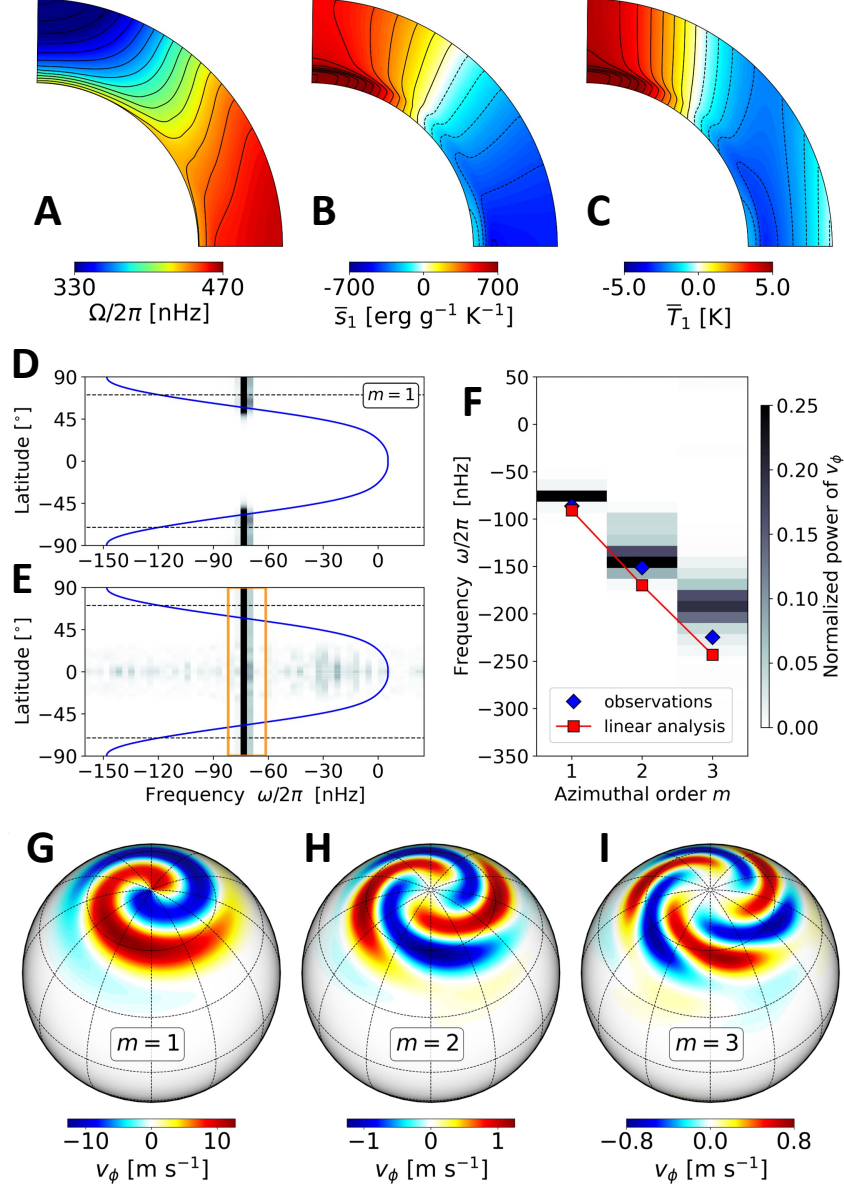 A
B
C
330 470
Ω/2π [nHz]
-700 0 700
s̅₁ [erg g⁻¹ K⁻¹]
-5.0 0.0 5.0
T̅₁ [K]
D
90
45
0
−45
−90
Latitude [°]
m = 1
−150 −120 −90 −60 −30 0
E
90
45
0
−45
−90
Latitude [°]
−150 −120 −90 −60 −30 0
Frequency ω/2π [nHz]
F
50
0
−50
−100
−150
−200
−250
−300
−350
Frequency ω/2π [nHz]
observations
linear analysis
1 2 3
Azimuthal order m
0.25
0.20
0.15
0.10
0.05
0.00
Normalized power of vϕ
G
H
I
m = 1
m = 2
m = 3
−10 0 10
vϕ [m s⁻¹]
−1 0 1
vϕ [m s⁻¹]
−0.8 0.0 0.8
vϕ [m s⁻¹]